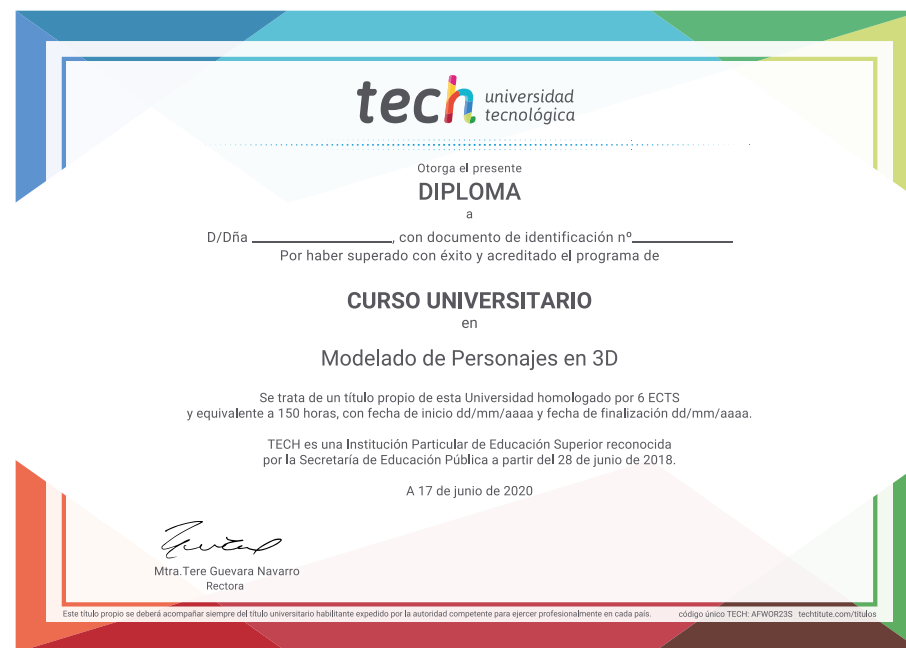 tech universidad
tecnológica
Otorga el presente
DIPLOMA
a
D/Dña ____________________, con documento de identificación nº______________
Por haber superado con éxito y acreditado el programa de
CURSO UNIVERSITARIO
en
Modelado de Personajes en 3D
Se trata de un título propio de esta Universidad homologado por 6 ECTS
y equivalente a 150 horas, con fecha de inicio dd/mm/aaaa y fecha de finalización dd/mm/aaaa.
TECH es una Institución Particular de Educación Superior reconocida
por la Secretaría de Educación Pública a partir del 28 de junio de 2018.
A 17 de junio de 2020
Mtra.Tere Guevara Navarro
Rectora
Este título propio se deberá acompañar siempre del título universitario habilitante expedido por la autoridad competente para ejercer profesionalmente en cada país. código único TECH: AFWOR23S techtitute.com/titulos